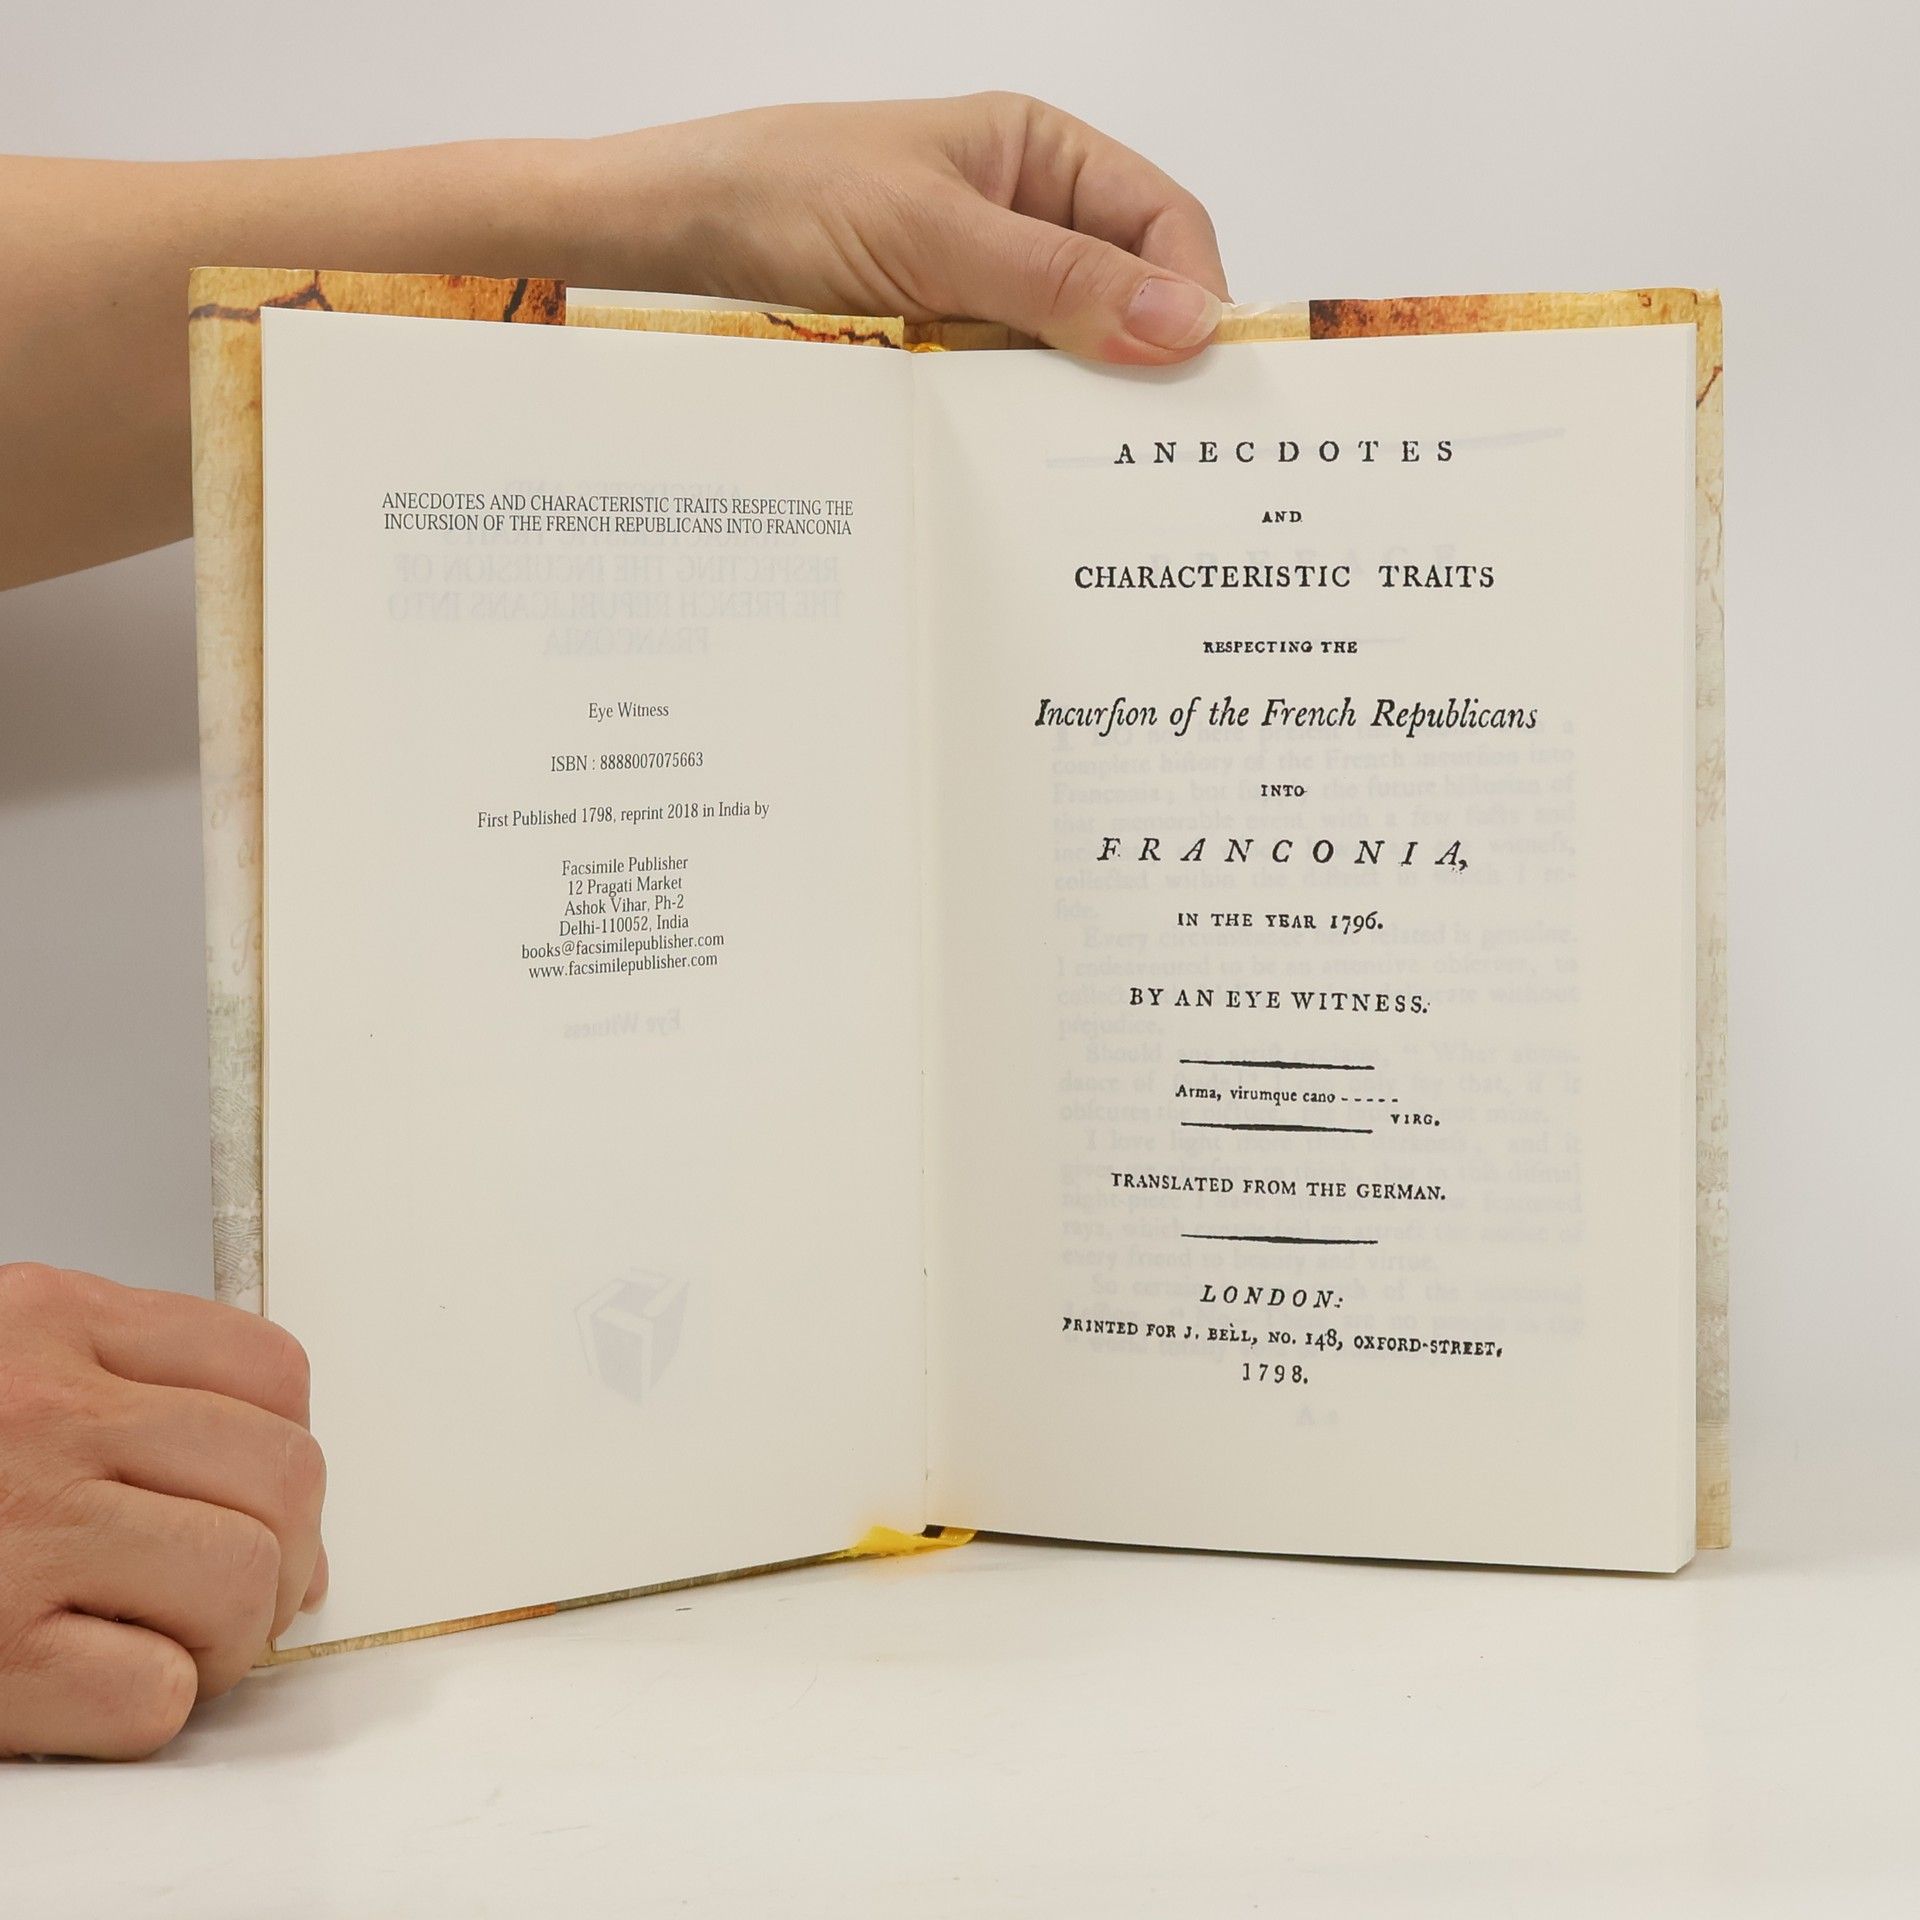 ANECDOTES AND CHARACTERISTIC TRAITS RESPECTING THE
INCURSION OF THE FRENCH REPUBLICANS INTO FRANCONIA
Eye Witness
ISBN : 8888007075663
First Published 1798, reprint 2018 in India by
Facsimile Publisher
12 Pragati Market
Ashok Vihar, Ph-2
Delhi-110052, India
books@facsimilepublisher.com
www.facsimilepublisher.com
ANECDOTES
AND
CHARACTERISTIC TRAITS
RESPECTING THE
Incurſion of the French Republicans
INTO
FRANCONIA,
IN THE YEAR 1796.
BY AN EYE WITNESS.
Arma, virumque cano - - - - -
VIRG.
TRANSLATED FROM THE GERMAN.
LONDON:
PRINTED FOR J. BELL, NO. 148, OXFORD-STREET,
1798.